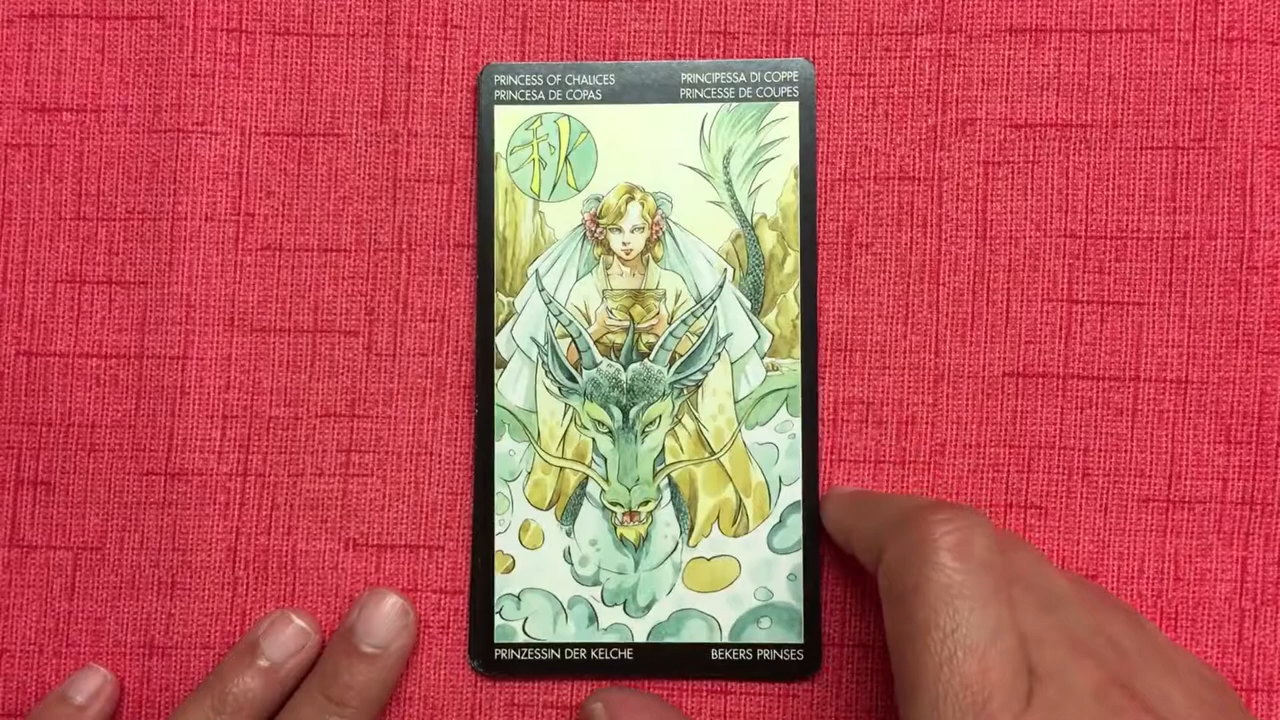 PRINCESS OF CHALICES
PRINCIPESSA DI COPPE
PRINCESA DE COPAS
PRINCESSE DE COUPES
秋
PRINZESSIN DER KELCHE
BEKERS PRINSES